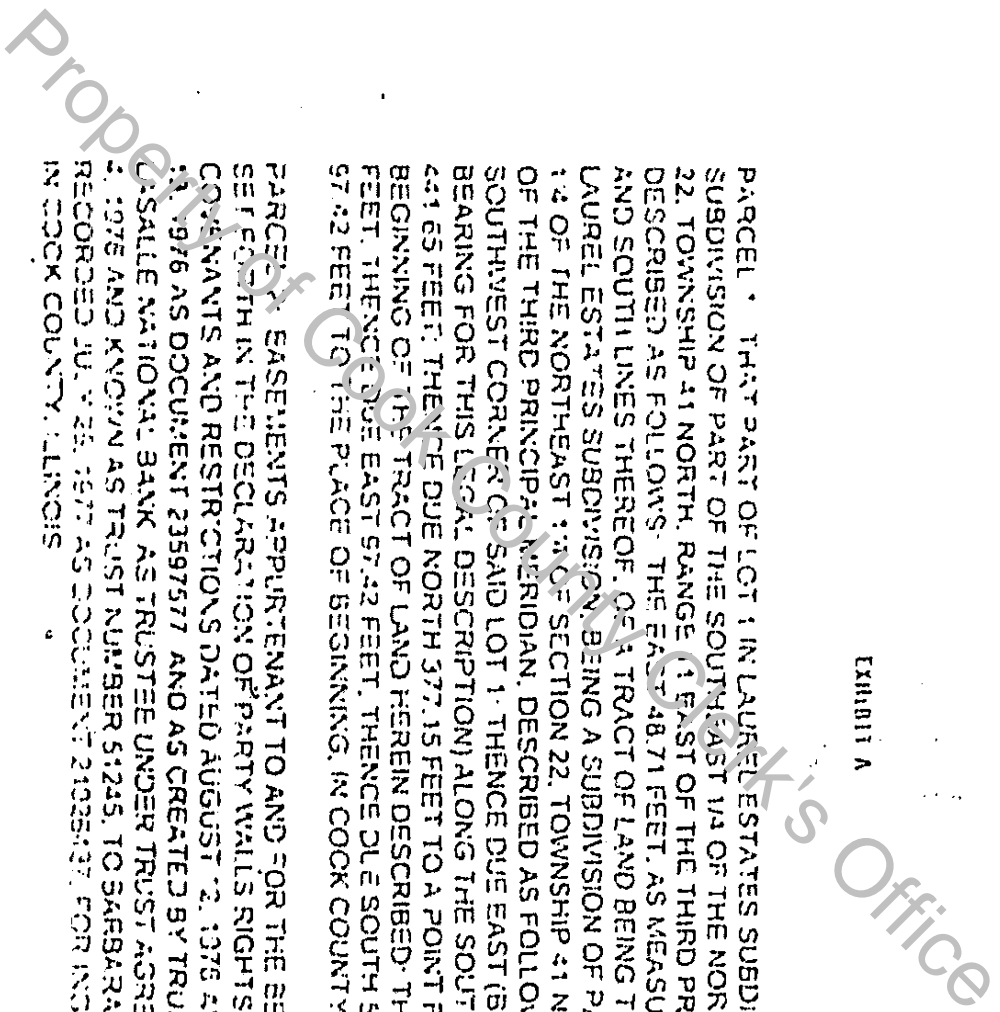 EXHIBIT A
PARCEL THAT PART OF LOT 1 IN LAUREL ESTATES SUBDI
SUBDIVISION OF PART OF THE SOUTHEAST 1/4 OF THE NOR
22, TOWNSHIP 41 NORTH, RANGE 11 EAST OF THE THIRD PR
DESCRIBED AS FOLLOWS: THE EAST 48.71 FEET, AS MEASU
AND SOUTH LINES THEREOF, OF A TRACT OF LAND BEING T
LAUREL ESTATES SUBDIVISION, BEING A SUBDIVISION OF PA
1/4 OF THE NORTHEAST 1/4 OF SECTION 22, TOWNSHIP 41 N
OF THE THIRD PRINCIPAL MERIDIAN, DESCRIBED AS FOLLOW
SOUTHWEST CORNER OF SAID LOT 1; THENCE DUE EAST (B
BEARING FOR THIS LEGAL DESCRIPTION) ALONG THE SOUT
441.65 FEET; THENCE DUE NORTH 377.15 FEET TO A POINT F
BEGINNING OF THE TRACT OF LAND HEREIN DESCRIBED; TH
FEET; THENCE DUE EAST 57.42 FEET, THENCE DUE SOUTH 5
57.42 FEET TO THE PLACE OF BEGINNING, IN COOK COUNTY
PARCEL EASEMENTS APPURTENANT TO AND FOR THE BE
SET FORTH IN THE DECLARATION OF PARTY WALLS RIGHTS
COVENANTS AND RESTRICTIONS DATED AUGUST 12, 1976 A
1976 AS DOCUMENT 23597577 AND AS CREATED BY TRU
LASALLE NATIONAL BANK AS TRUSTEE UNDER TRUST AGRE
1976 AND KNOWN AS TRUST NUMBER 51245, TO BARBARA
RECORDED JULY 1977 AS DOCUMENT FOR ING
IN COOK COUNTY, ILLINOIS
Property of Cook County Clerk's Office